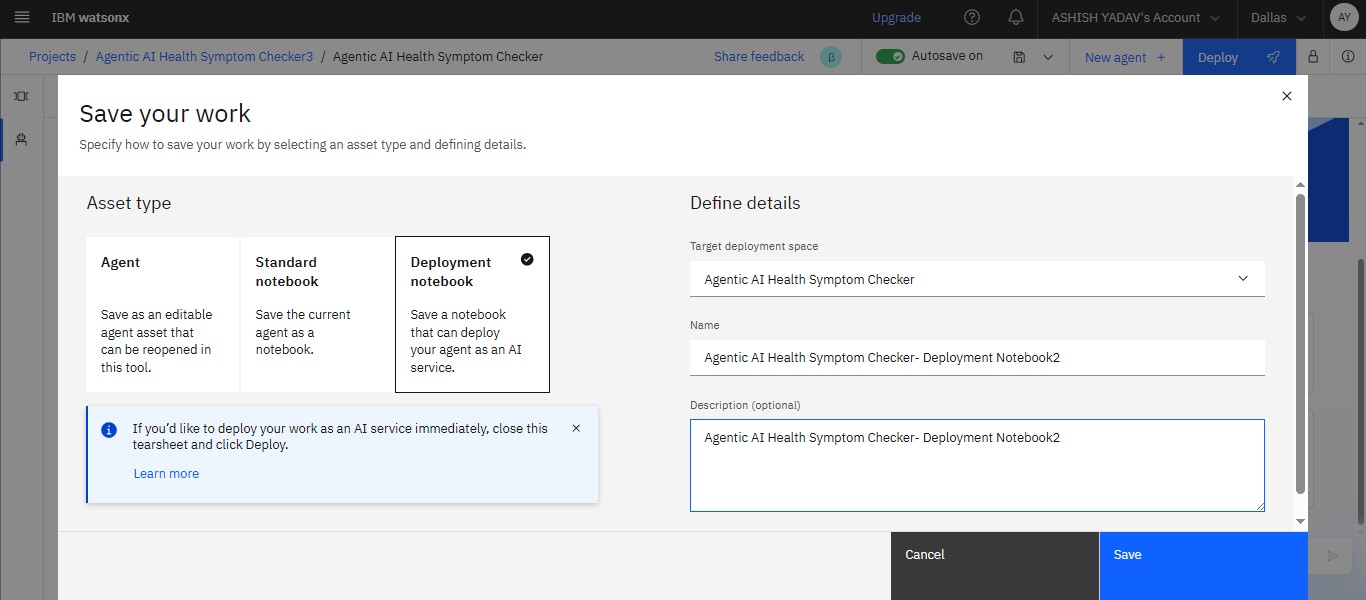 IBM watsonx
Upgrade
ASHISH YADAV's Account
Dallas
AY
Projects / Agentic AI Health Symptom Checker3 / Agentic AI Health Symptom Checker
Share feedback
β
Autosave on
New agent +
Deploy
Save your work
Specify how to save your work by selecting an asset type and defining details.
Asset type
Agent
Save as an editable
agent asset that
can be reopened in
this tool.
Standard
notebook
Save the current
agent as a
notebook.
Deployment
notebook
Save a notebook
that can deploy
your agent as an AI
service.
If you’d like to deploy your work as an AI service immediately, close this
tearsheet and click Deploy.
Learn more
Define details
Target deployment space
Agentic AI Health Symptom Checker
Name
Agentic AI Health Symptom Checker- Deployment Notebook2
Description (optional)
Agentic AI Health Symptom Checker- Deployment Notebook2
Cancel
Save